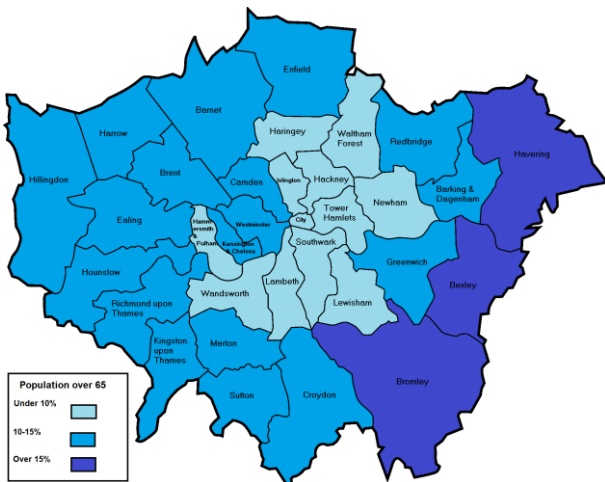 Enfield
Barnet
Harrow
Haringey
Waltham
Forest
Redbridge
Havering
Hillingdon
Brent
Camden
Islington
Hackney
Barking &
Dagenham
Newham
Ealing
Hamm
ersmith
&
Fulham
Westminster
Kensington
& Chelsea
City
Tower
Hamlets
Southwark
Greenwich
Hounslow
Bexley
Richmond upon
Thames
Wandsworth
Lambeth
Lewisham
Kingston
upon
Thames
Merton
Sutton
Croydon
Bromley
Population over 65
Under 10%
10-15%
Over 15%